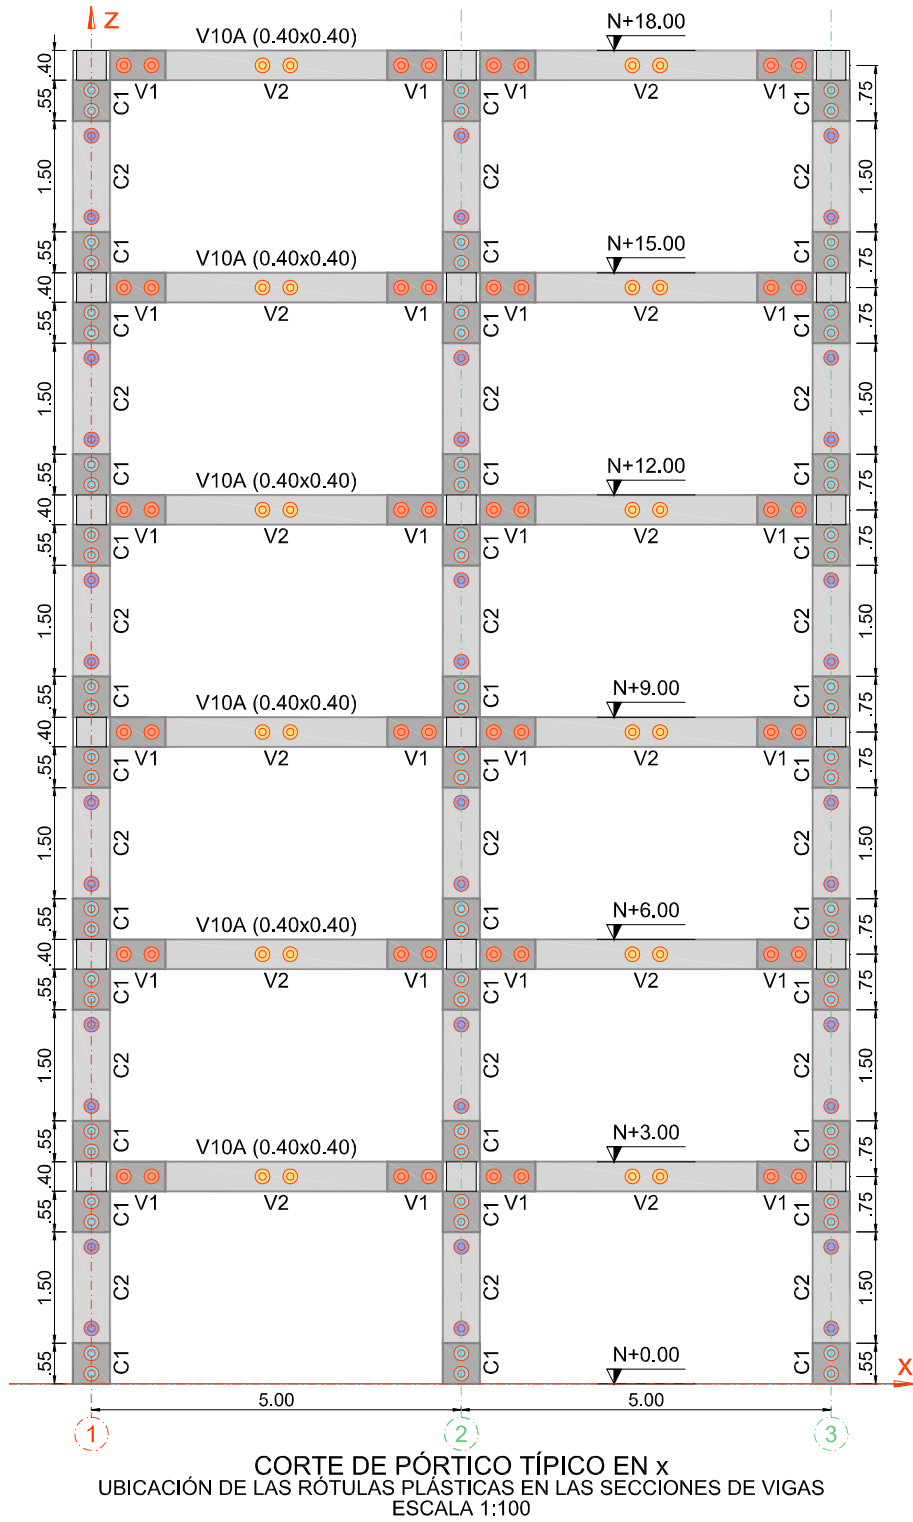 Z
V10A (0.40x0.40)
N+18.00
.40
V1
V2
V1
V1
V2
V1
.55
C1
C1
C1
.75
1.50
C2
C2
C2
1.50
.55
C1
C1
C1
.75
V10A (0.40x0.40)
N+15.00
.40
V1
V2
V1
V1
V2
V1
.55
C1
C1
C1
.75
1.50
C2
C2
C2
1.50
.55
C1
C1
C1
.75
V10A (0.40x0.40)
N+12.00
.40
V1
V2
V1
V1
V2
V1
.55
C1
C1
C1
.75
1.50
C2
C2
C2
1.50
.55
C1
C1
C1
.75
V10A (0.40x0.40)
N+9.00
.40
V1
V2
V1
V1
V2
V1
.55
C1
C1
C1
.75
1.50
C2
C2
C2
1.50
.55
C1
C1
C1
.75
V10A (0.40x0.40)
N+6.00
.40
V1
V2
V1
V1
V2
V1
.55
C1
C1
C1
.75
1.50
C2
C2
C2
1.50
.55
C1
C1
C1
.75
V10A (0.40x0.40)
N+3.00
.40
V1
V2
V1
V1
V2
V1
.55
C1
C1
C1
.75
1.50
C2
C2
C2
1.50
.55
C1
C1
C1
.55
N+0.00
X
5.00
5.00
1
2
3
CORTE DE PÓRTICO TÍPICO EN x
UBICACIÓN DE LAS RÓTULAS PLÁSTICAS EN LAS SECCIONES DE VIGAS
ESCALA 1:100